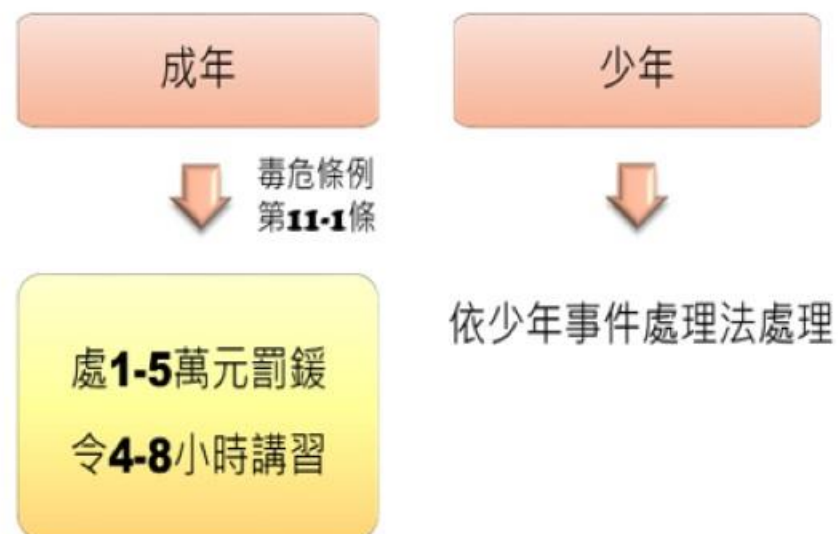 成年
毒危條例
第11-1條
處1-5萬元罰鍰
令4-8小時講習
少年
依少年事件處理法處理